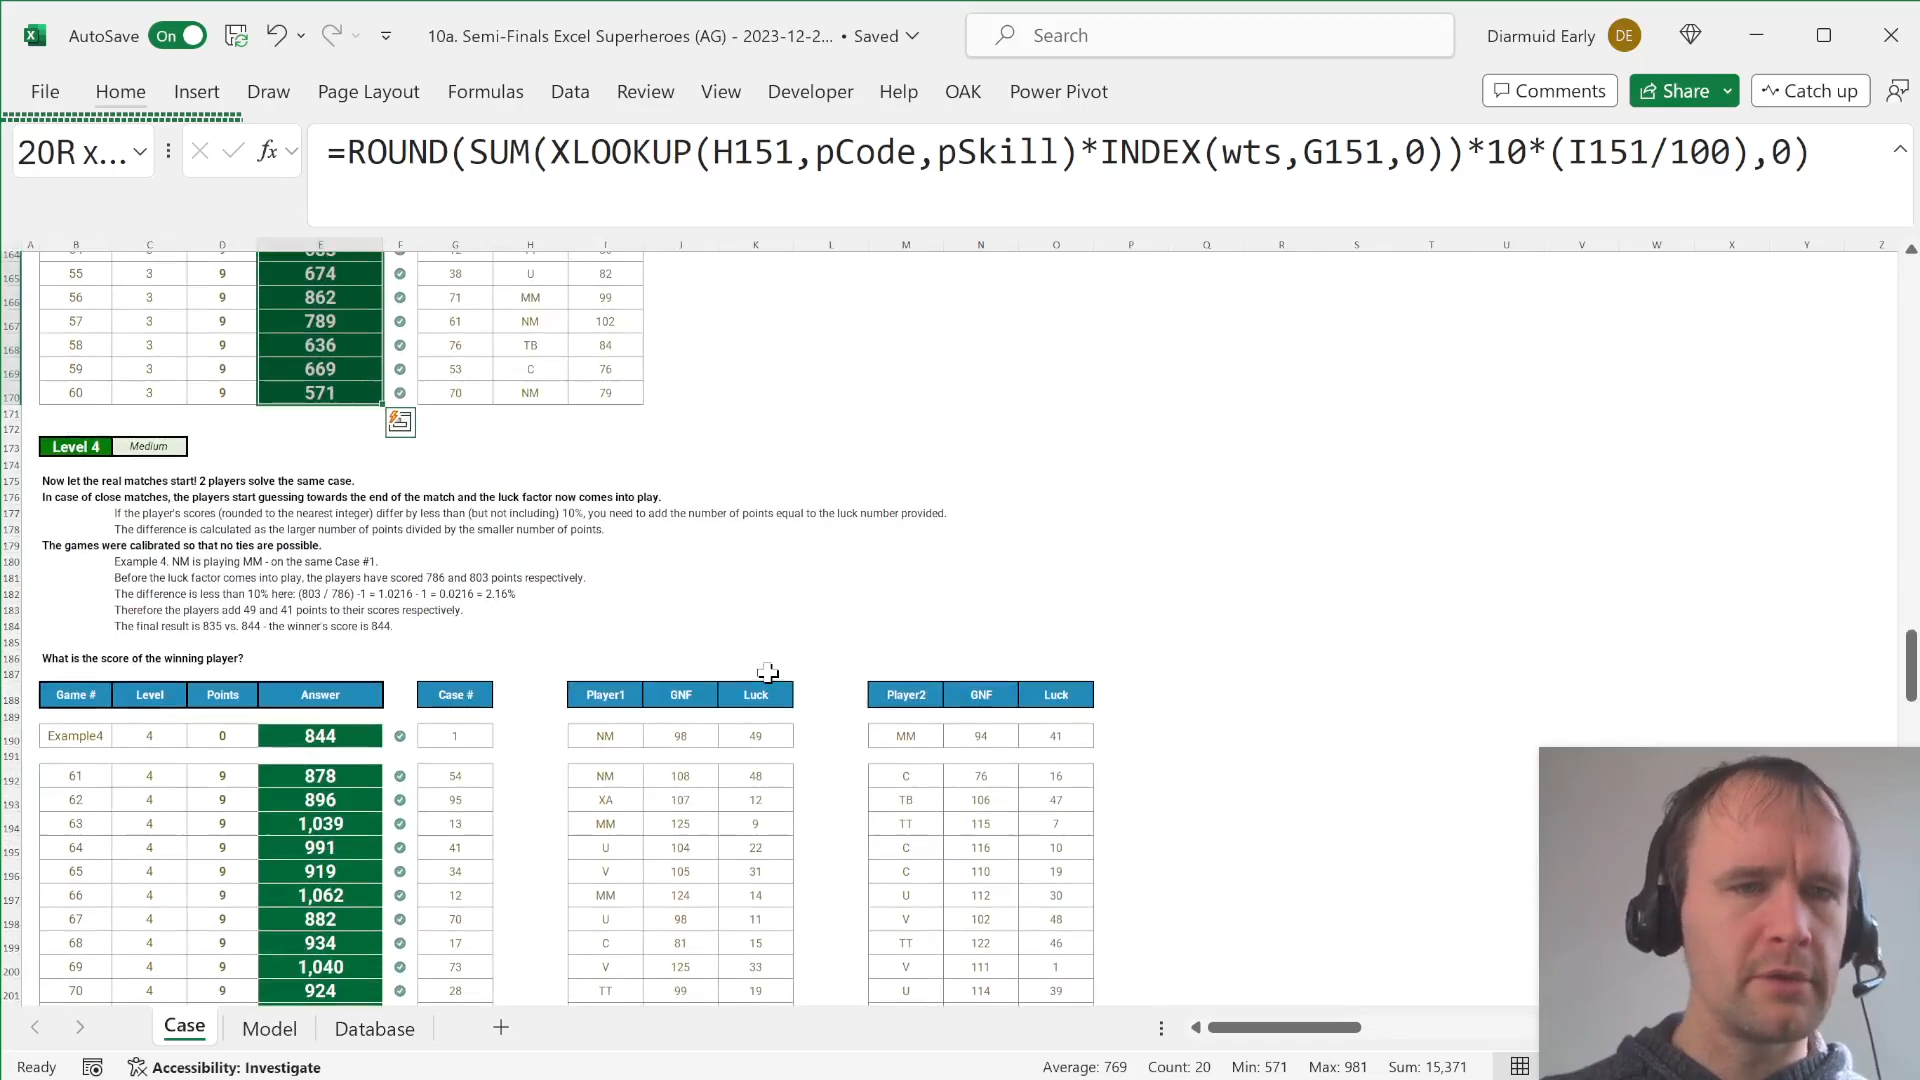 AutoSave On 10a. Semi-Finals Excel Superheroes (AG) - 2023-12-2... • Saved Search Diarmuid Early DE
File Home Insert Draw Page Layout Formulas Data Review View Developer Help OAK Power Pivot Comments Share Catch up
20R x... fx =ROUND(SUM(XLOOKUP(H151,pCode,pSkill)*INDEX(wts,G151,0))*10*(I151/100),0)
A B C D E F G H I J K L M N O P Q R S T U V W X Y Z
164
165 55 3 9 674 38 U 82
166 56 3 9 862 71 MM 99
167 57 3 9 789 61 NM 102
168 58 3 9 636 76 TB 84
169 59 3 9 669 53 C 76
170 60 3 9 571 70 NM 79
171
172
173 Level 4 Medium
174
175 Now let the real matches start! 2 players solve the same case.
176 In case of close matches, the players start guessing towards the end of the match and the luck factor now comes into play.
177 If the player's scores (rounded to the nearest integer) differ by less than (but not including) 10%, you need to add the number of points equal to the luck number provided.
178 The difference is calculated as the larger number of points divided by the smaller number of points.
179 The games were calibrated so that no ties are possible.
180 Example 4. NM is playing MM - on the same Case #1.
181 Before the luck factor comes into play, the players have scored 786 and 803 points respectively.
182 The difference is less than 10% here: (803 / 786) -1 = 1.0216 - 1 = 0.0216 = 2.16%
183 Therefore the players add 49 and 41 points to their scores respectively.
184 The final result is 835 vs. 844 - the winner's score is 844.
185
186 What is the score of the winning player?
187
188 Game # Level Points Answer Case # Player1 GNF Luck Player2 GNF Luck
189
190 Example4 4 0 844 1 NM 98 49 MM 94 41
191
192 61 4 9 878 54 NM 108 48 C 76 16
193 62 4 9 896 95 XA 107 12 TB 106 47
194 63 4 9 1,039 13 MM 125 9 TT 115 7
195 64 4 9 991 41 U 104 22 C 116 10
196 65 4 9 919 34 V 105 31 C 110 19
197 66 4 9 1,062 12 MM 124 14 U 112 30
198 67 4 9 882 70 U 98 11 V 102 48
199 68 4 9 934 17 C 81 15 TT 122 46
200 69 4 9 1,040 73 V 125 33 V 111 1
201 70 4 9 924 28 TT 99 19 U 114 39
Case Model Database
Ready Accessibility: Investigate Average: 769 Count: 20 Min: 571 Max: 981 Sum: 15,371